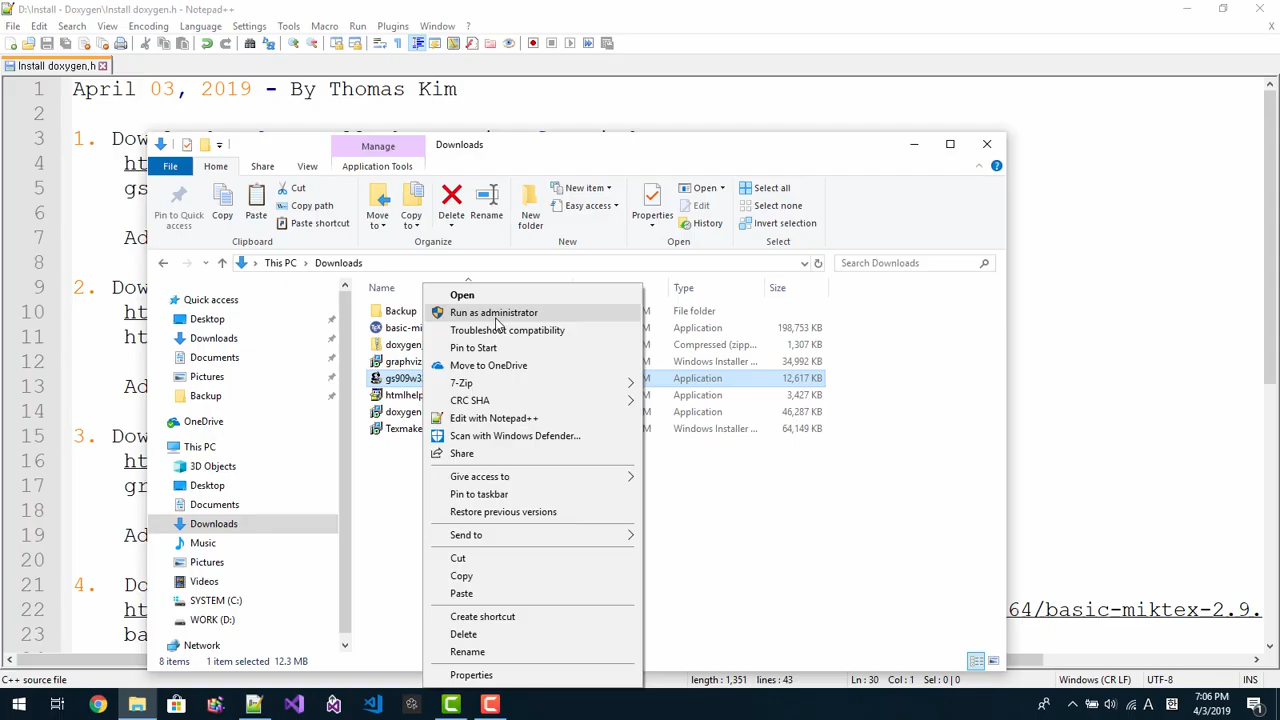 D:\Install - Doxygen\Install doxygen.h - Notepad++
File Edit Search View Encoding Language Settings Tools Macro Run Plugins Window ?
X
Install doxygen.h
1 April 03, 2019 - By Thomas Kim
2
3 1. Dow
4 ht
5 gs
6
7 Ad
8
9 2. Dow
10 ht
11 ht
12
13 Ad
14
15 3. Dow
16 ht
17 gr
18
19 Ad
20
21 4. Do
22 ht 64/basic-miktex-2.9.
23 ba
Manage
Downloads
File Home Share View Application Tools
Pin to Quick access
Copy
Paste
Cut
Copy path
Paste shortcut
Clipboard
Move to
Copy to
Delete
Rename
Organize
New folder
New item
Easy access
New
Properties
Open
Edit
History
Open
Select all
Select none
Invert selection
Select
This PC > Downloads
Search Downloads
Name Type Size
Quick access
Desktop
Downloads
Documents
Pictures
Backup
OneDrive
This PC
3D Objects
Desktop
Documents
Downloads
Music
Pictures
Videos
SYSTEM (C:)
WORK (D:)
Network
Backup M File folder
basic-mi M Application 198,753 KB
doxygen M Compressed (zipp... 1,307 KB
graphviz M Windows Installer ... 34,992 KB
gs909w3 M Application 12,617 KB
htmlhelp M Application 3,427 KB
doxygen M Application 46,287 KB
Texmake M Windows Installer ... 64,149 KB
Open
Run as administrator
Troubleshoot compatibility
Pin to Start
Move to OneDrive
7-Zip
CRC SHA
Edit with Notepad++
Scan with Windows Defender...
Share
Give access to
Pin to taskbar
Restore previous versions
Send to
Cut
Copy
Paste
Create shortcut
Delete
Rename
Properties
8 items 1 item selected 12.3 MB
C++ source file length : 1,351 lines : 43 Ln : 30 Col : 1 Sel : 0 | 0 Windows (CR LF) UTF-8 INS
A
7:06 PM
4/3/2019
1